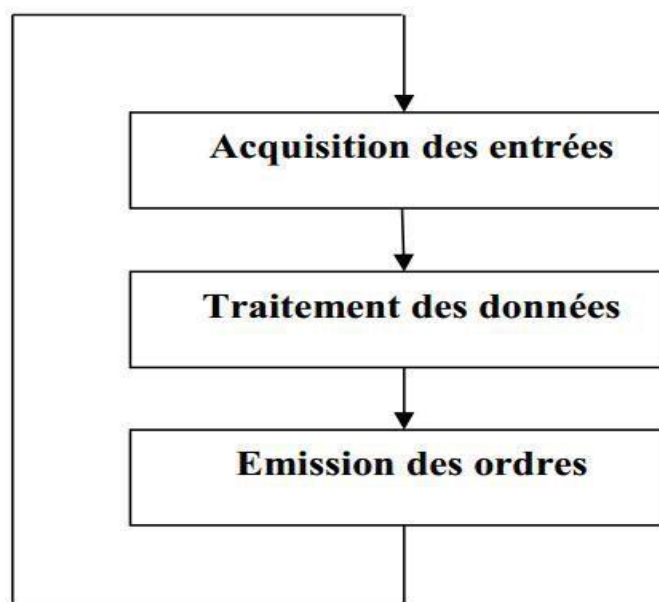 Acquisition des entrées
Traitement des données
Emission des ordres